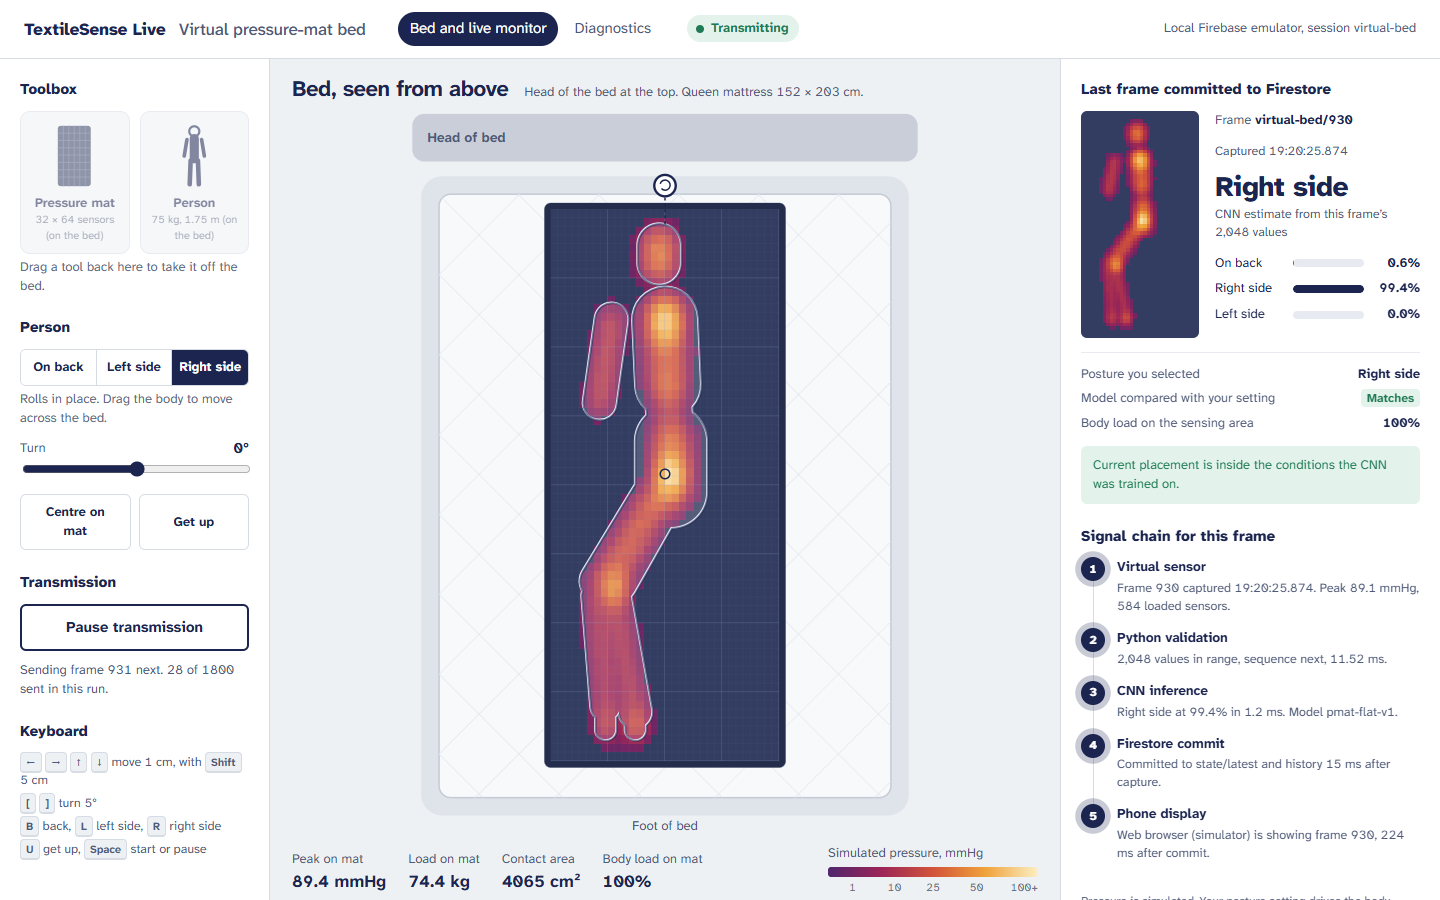 TextileSense Live Virtual pressure-mat bed Bed and live monitor Diagnostics Transmitting Local Firebase emulator, session virtual-bed
Toolbox
Pressure mat
32 × 64 sensors
(on the bed)
Person
75 kg, 1.75 m (on
the bed)
Drag a tool back here to take it off the
bed.
Person
On back Left side Right side
Rolls in place. Drag the body to move
across the bed.
Turn 0°
Centre on
mat
Get up
Transmission
Pause transmission
Sending frame 931 next. 28 of 1800
sent in this run.
Keyboard
← → ↑ ↓ move 1 cm, with Shift
5 cm
[ ] turn 5°
B back, L left side, R right side
U get up, Space start or pause
Bed, seen from above Head of the bed at the top. Queen mattress 152 × 203 cm.
Head of bed
Foot of bed
Peak on mat
89.4 mmHg
Load on mat
74.4 kg
Contact area
4065 cm²
Body load on mat
100%
Simulated pressure, mmHg
1 10 25 50 100+
Last frame committed to Firestore
Frame virtual-bed/930
Captured 19:20:25.874
Right side
CNN estimate from this frame's
2,048 values
On back 0.6%
Right side 99.4%
Left side 0.0%
Posture you selected Right side
Model compared with your setting Matches
Body load on the sensing area 100%
Current placement is inside the conditions the CNN
was trained on.
Signal chain for this frame
1 Virtual sensor
Frame 930 captured 19:20:25.874. Peak 89.1 mmHg,
584 loaded sensors.
2 Python validation
2,048 values in range, sequence next, 11.52 ms.
3 CNN inference
Right side at 99.4% in 1.2 ms. Model pmat-flat-v1.
4 Firestore commit
Committed to state/latest and history 15 ms after
capture.
5 Phone display
Web browser (simulator) is showing frame 930, 224
ms after commit.
Pressure is simulated. Your posture setting drives the body